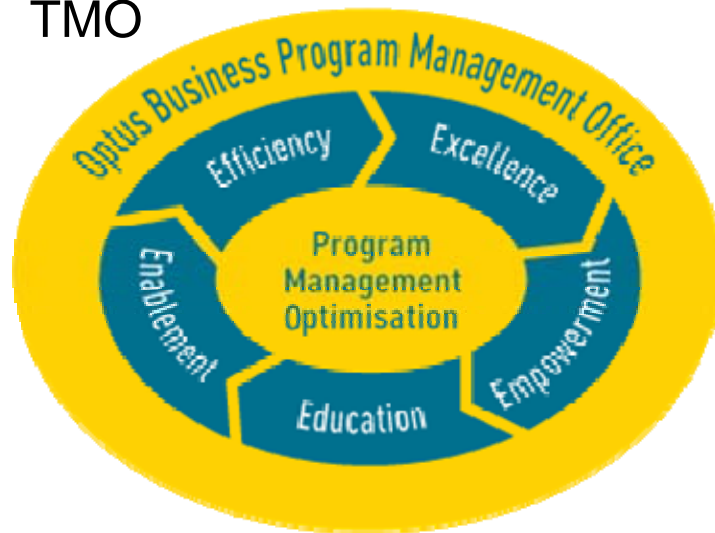 TMO
Optus Business Program Management Office
Efficiency
Excellence
Enablement
Empowerment
Education
Program
Management
Optimisation